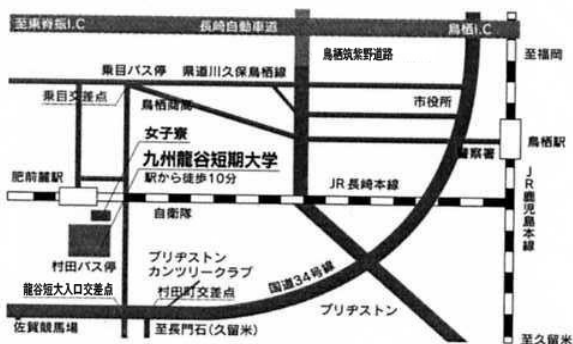 至東脊振I.C
長崎自動車道
鳥栖I.C
鳥栖筑紫野道路
至福岡
乗目バス停
県道川久保鳥栖線
乗目交差点
鳥栖商高
市役所
女子寮
九州龍谷短期大学
駅から徒歩10分
警察署
鳥栖駅
肥前麓駅
JR長崎本線
自衛隊
JR鹿児島本線
村田バス停
ブリヂストン
カンツリークラブ
国道34号線
龍谷短大入口交差点
村田町交差点
ブリヂストン
佐賀競馬場
至長門石(久留米)
至久留米